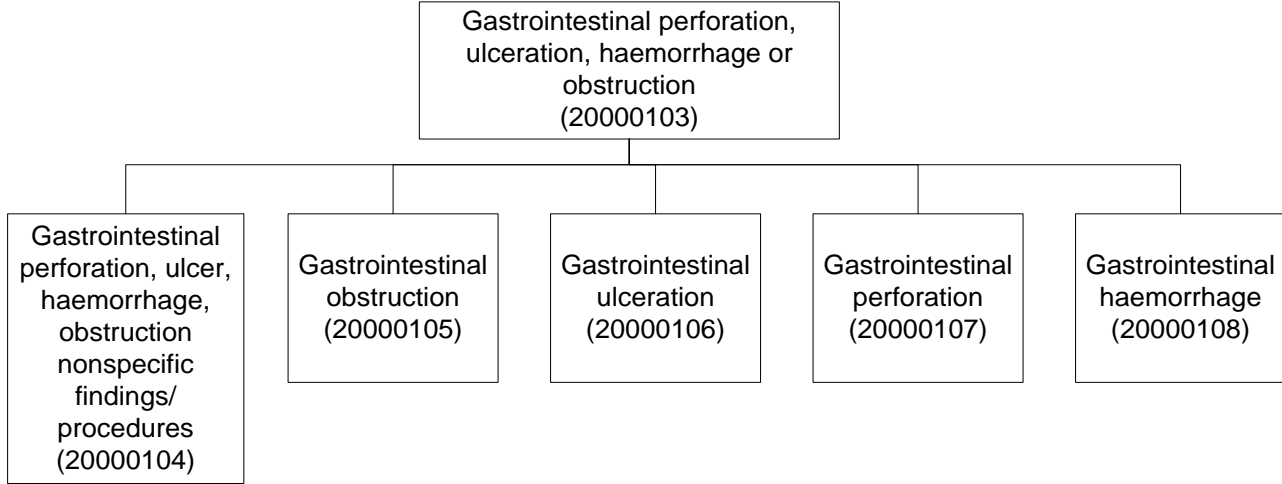 Gastrointestinal perforation,
ulceration, haemorrhage or
obstruction
(20000103)
Gastrointestinal
perforation, ulcer,
haemorrhage,
obstruction
nonspecific
findings/
procedures
(20000104)
Gastrointestinal
obstruction
(20000105)
Gastrointestinal
ulceration
(20000106)
Gastrointestinal
perforation
(20000107)
Gastrointestinal
haemorrhage
(20000108)